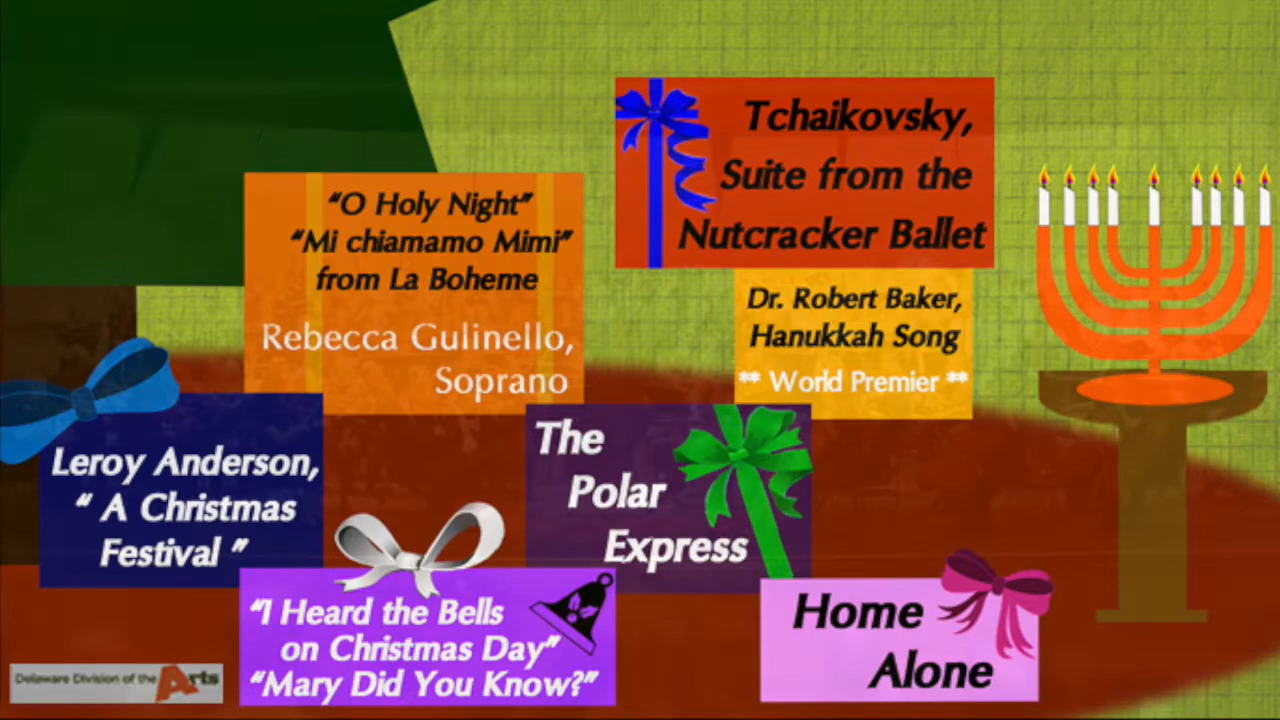 Tchaikovsky,
Suite from the
Nutcracker Ballet
“O Holy Night”
“Mi chiamamo Mimi”
from La Boheme
Rebecca Gulinello,
Soprano
Dr. Robert Baker,
Hanukkah Song
** World Premier **
Leroy Anderson,
“ A Christmas
Festival ”
The
Polar
Express
“I Heard the Bells
on Christmas Day”
“Mary Did You Know?”
Home
Alone
Delaware Division of the Arts